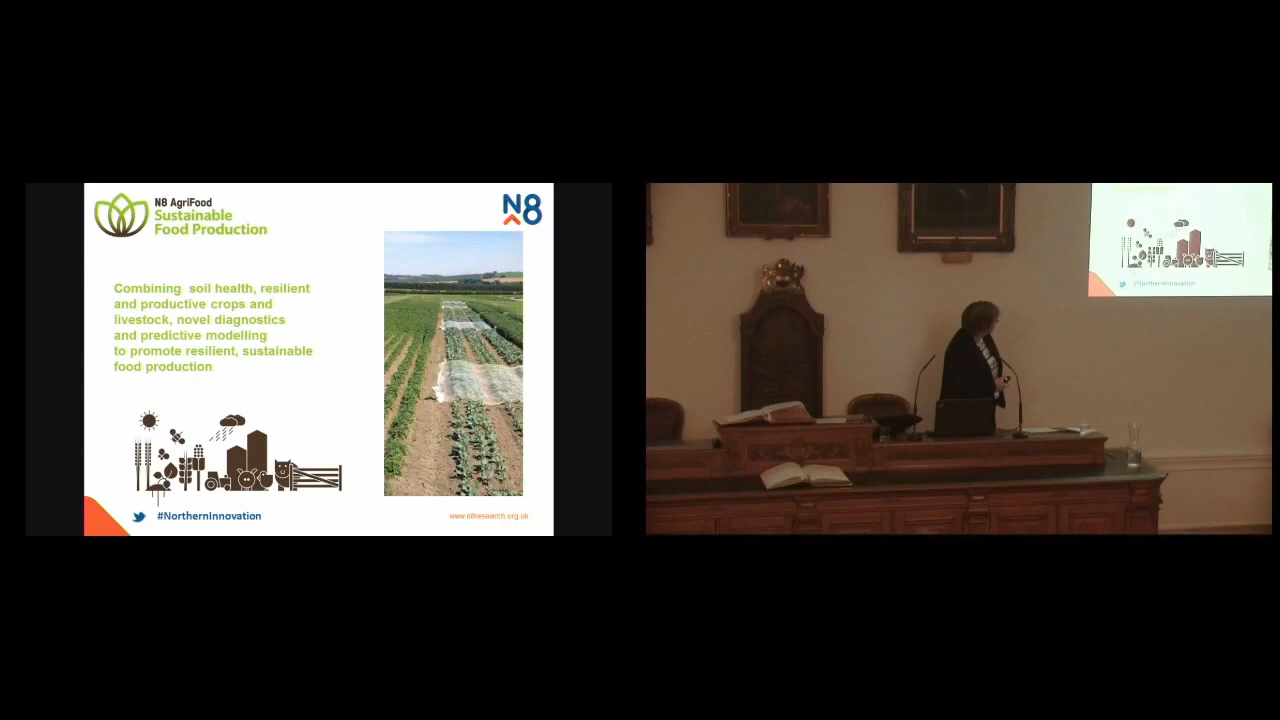 N8 AgriFood
Sustainable
Food Production
N8
Combining soil health, resilient
and productive crops and
livestock, novel diagnostics
and predictive modelling
to promote resilient, sustainable
food production
#NorthernInnovation
www.n8research.org.uk
#NorthernInnovation